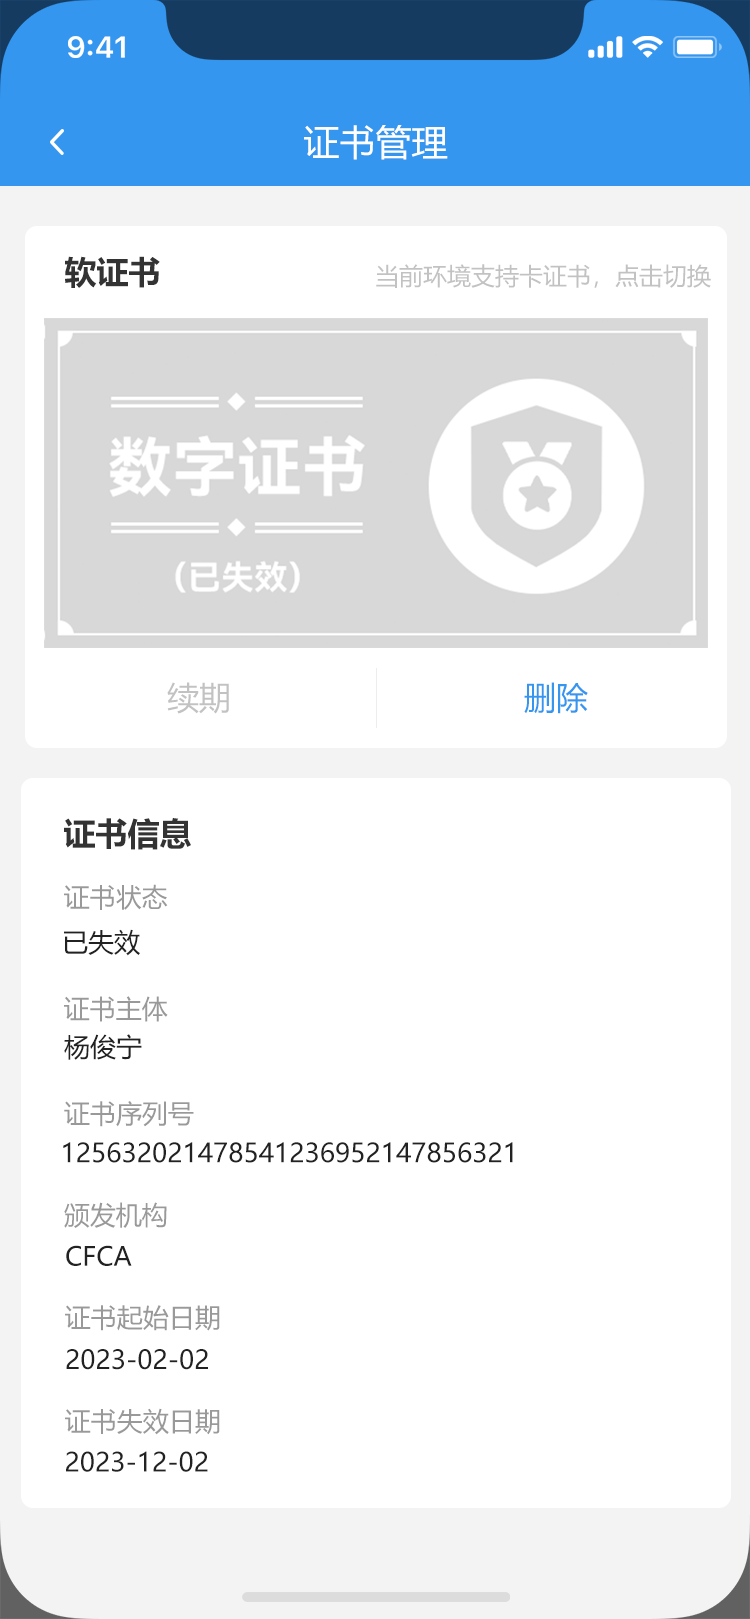 9:41
证书管理
软证书
当前环境支持卡证书，点击切换
数字证书
（已失效）
续期
删除
证书信息
证书状态
已失效
证书主体
杨俊宁
证书序列号
125632021478541236952147856321
颁发机构
CFCA
证书起始日期
2023-02-02
证书失效日期
2023-12-02